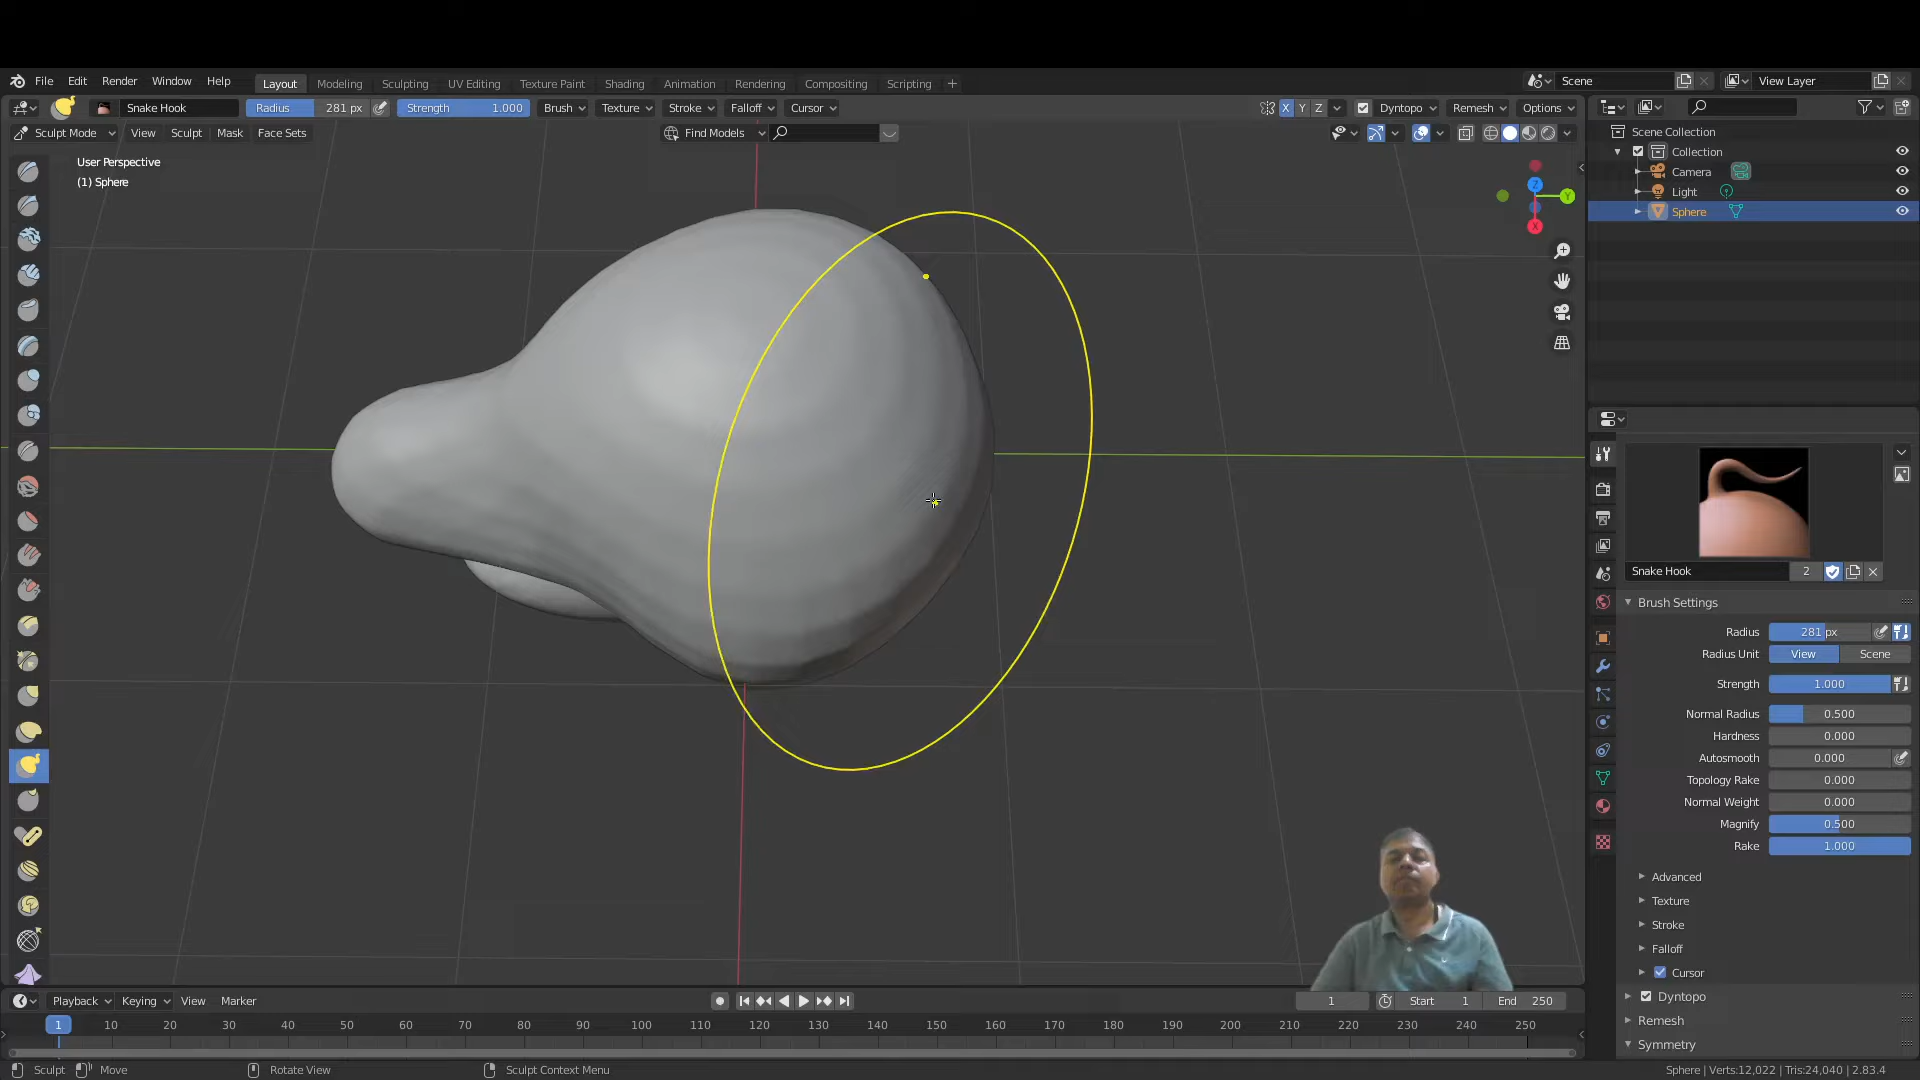 File Edit Render Window Help Layout Modeling Sculpting UV Editing Texture Paint Shading Animation Rendering Compositing Scripting + Scene View Layer
Snake Hook Radius 281 px Strength 1.000 Brush Texture Stroke Falloff Cursor X Y Z Dyntopo Remesh Options
Sculpt Mode View Sculpt Mask Face Sets Find Models
User Perspective
(1) Sphere
Z
Y
X
Scene Collection
Collection
Camera
Light
Sphere
Snake Hook 2
Brush Settings
Radius 281 px
Radius Unit View Scene
Strength 1.000
Normal Radius 0.500
Hardness 0.000
Autosmooth 0.000
Topology Rake 0.000
Normal Weight 0.000
Magnify 0.500
Rake 1.000
Advanced
Texture
Stroke
Falloff
Cursor
Dyntopo
Remesh
Symmetry
Playback Keying View Marker 1 Start 1 End 250
1 10 20 30 40 50 60 70 80 90 100 110 120 130 140 150 160 170 180 190 200 210 220 230 240 250
Sculpt Move Rotate View Sculpt Context Menu Sphere | Verts:12,022 | Tris:24,040 | 2.83.4